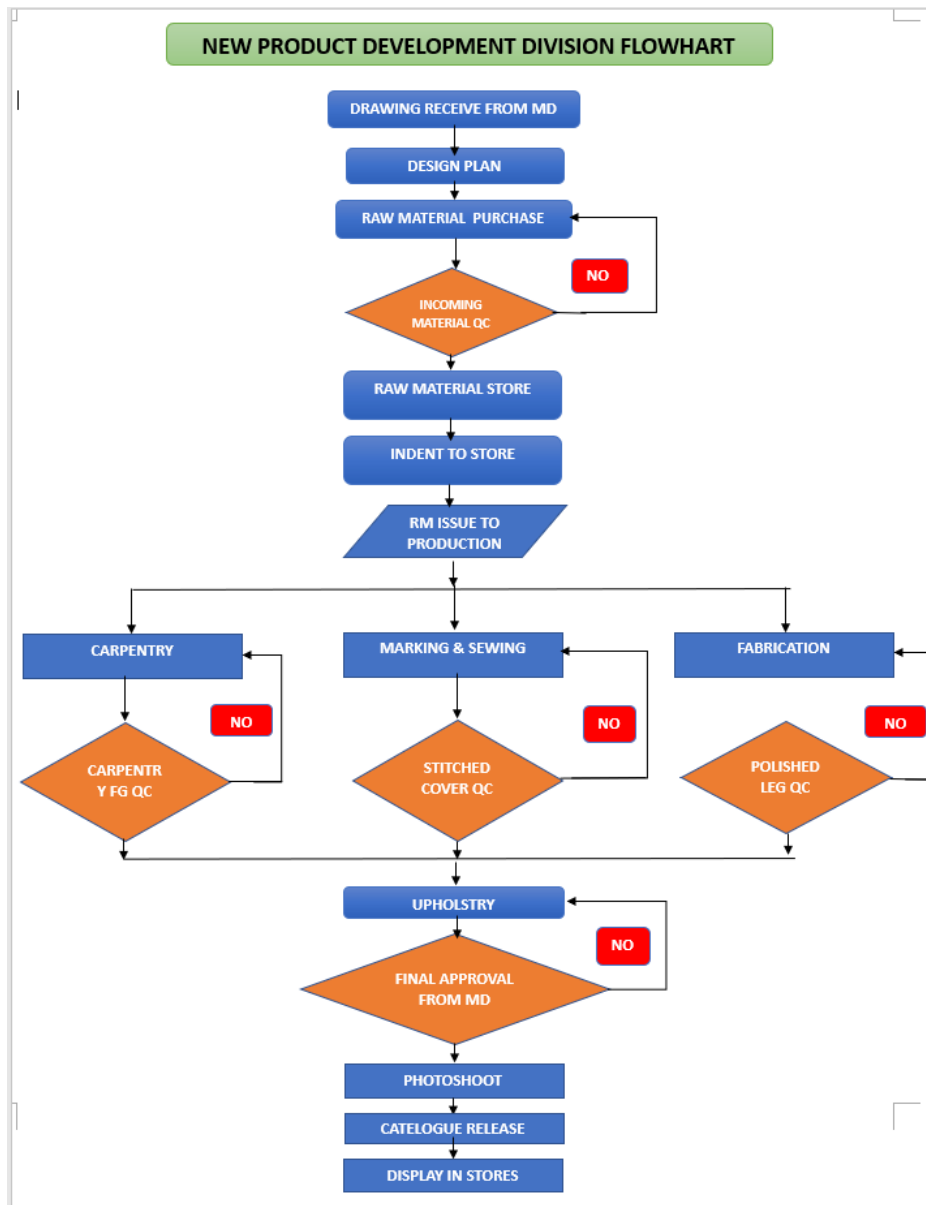 NEW PRODUCT DEVELOPMENT DIVISION FLOWHART
DRAWING RECEIVE FROM MD
DESIGN PLAN
RAW MATERIAL PURCHASE
NO
INCOMING
MATERIAL QC
RAW MATERIAL STORE
INDENT TO STORE
RM ISSUE TO
PRODUCTION
CARPENTRY
MARKING & SEWING
FABRICATION
NO
NO
NO
CARPENTR
Y FG QC
STITCHED
COVER QC
POLISHED
LEG QC
UPHOLSTRY
NO
FINAL APPROVAL
FROM MD
PHOTOSHOOT
CATELOGUE RELEASE
DISPLAY IN STORES